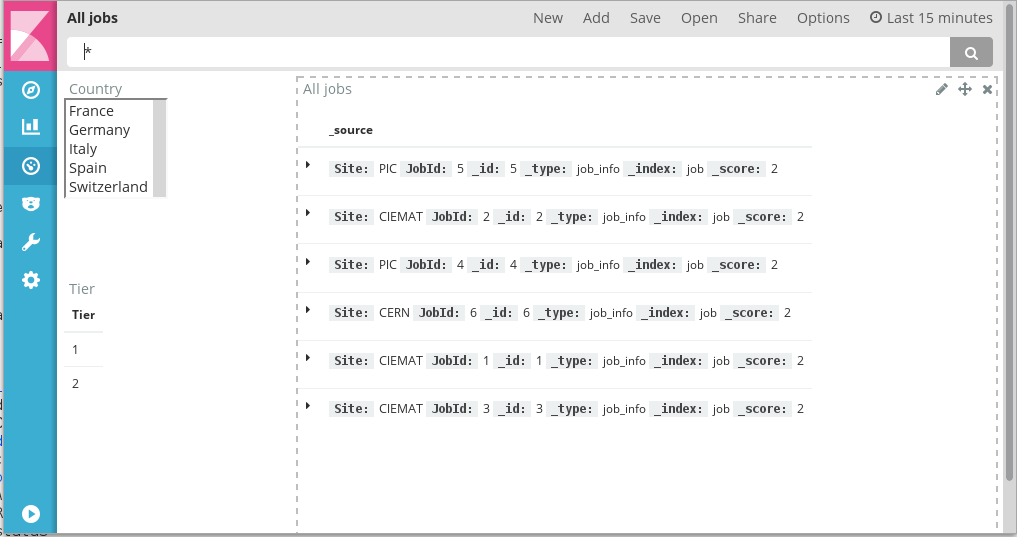 All jobs New Add Save Open Share Options Last 15 minutes
*
Country
France
Germany
Italy
Spain
Switzerland
Tier
Tier
1
2
All jobs
_source
Site: PIC JobId: 5 _id: 5 _type: job_info _index: job _score: 2
Site: CIEMAT JobId: 2 _id: 2 _type: job_info _index: job _score: 2
Site: PIC JobId: 4 _id: 4 _type: job_info _index: job _score: 2
Site: CERN JobId: 6 _id: 6 _type: job_info _index: job _score: 2
Site: CIEMAT JobId: 1 _id: 1 _type: job_info _index: job _score: 2
Site: CIEMAT JobId: 3 _id: 3 _type: job_info _index: job _score: 2